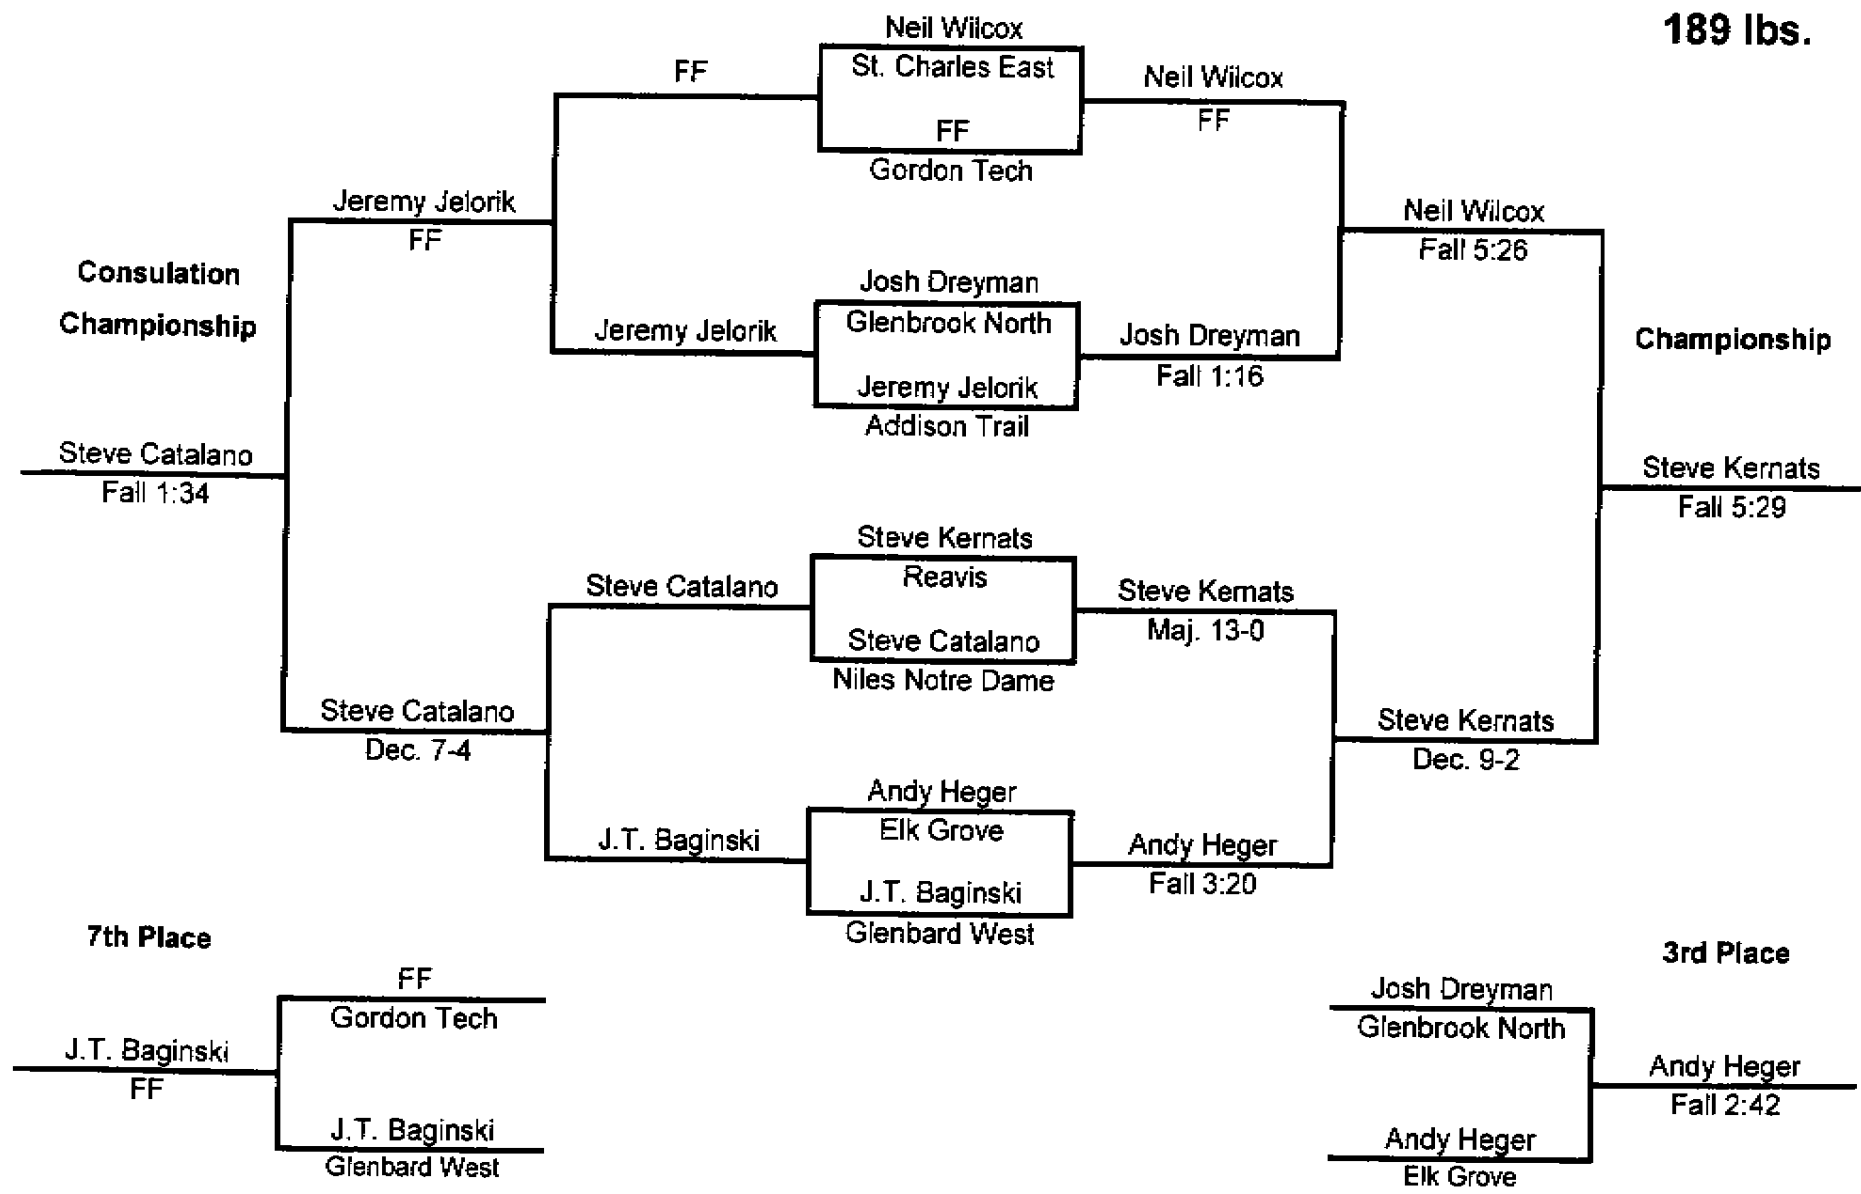 189 lbs.
Neil Wilcox
St. Charles East
FF
Gordon Tech
FF
Neil Wilcox
FF
Jeremy Jelorik
FF
Neil Wilcox
Fall 5:26
Consulation
Championship
Josh Dreyman
Glenbrook North
Jeremy Jelorik
Addison Trail
Jeremy Jelorik
Josh Dreyman
Fall 1:16
Championship
Steve Catalano
Fall 1:34
Steve Kernats
Fall 5:29
Steve Kernats
Reavis
Steve Catalano
Niles Notre Dame
Steve Catalano
Steve Kernats
Maj. 13-0
Steve Catalano
Dec. 7-4
Steve Kernats
Dec. 9-2
Andy Heger
Elk Grove
J.T. Baginski
Glenbard West
J.T. Baginski
Andy Heger
Fall 3:20
7th Place
FF
Gordon Tech
J.T. Baginski
FF
J.T. Baginski
Glenbard West
3rd Place
Josh Dreyman
Glenbrook North
Andy Heger
Fall 2:42
Andy Heger
Elk Grove